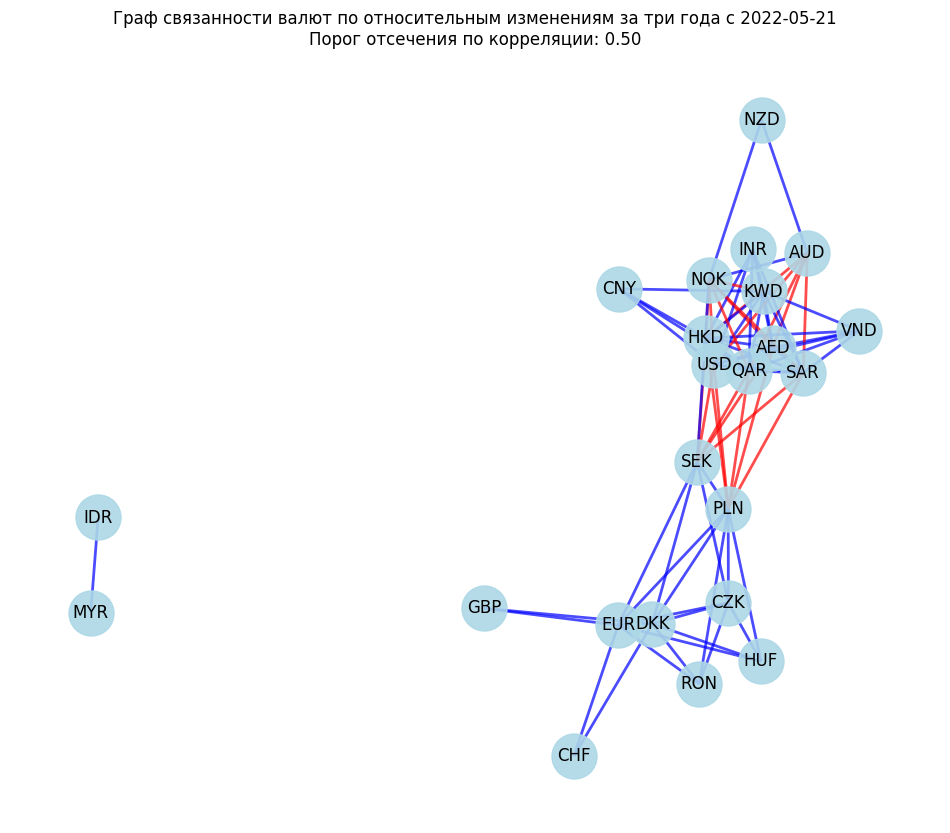 Граф связанности валют по относительным изменениям за три года с 2022-05-21
Порог отсечения по корреляции: 0.50
NZD
INR
AUD
NOK
CNY
KWD
VND
HKD
AED
USD
QAR
SAR
SEK
PLN
IDR
CZK
GBP
MYR
EUR
DKK
HUF
RON
CHF